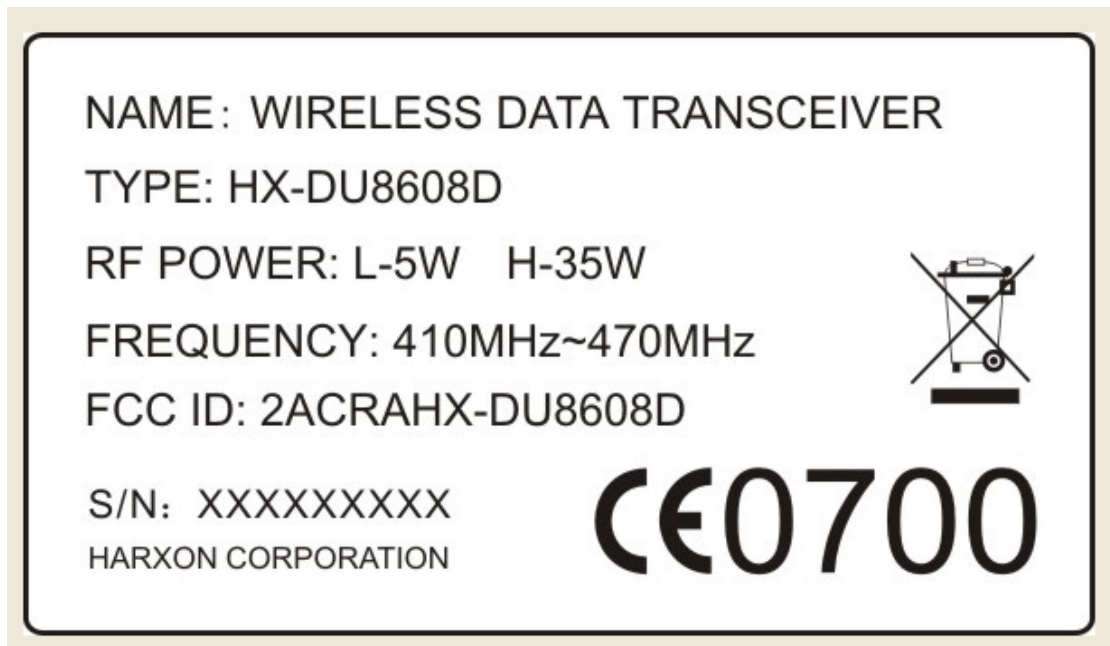 NAME: WIRELESS DATA TRANSCEIVER
TYPE: HX-DU8608D
RF POWER: L-5W H-35W
FREQUENCY: 410MHz~470MHz
FCC ID: 2ACRAHX-DU8608D
S/N: XXXXXXXXX
HARXON CORPORATION
CE0700